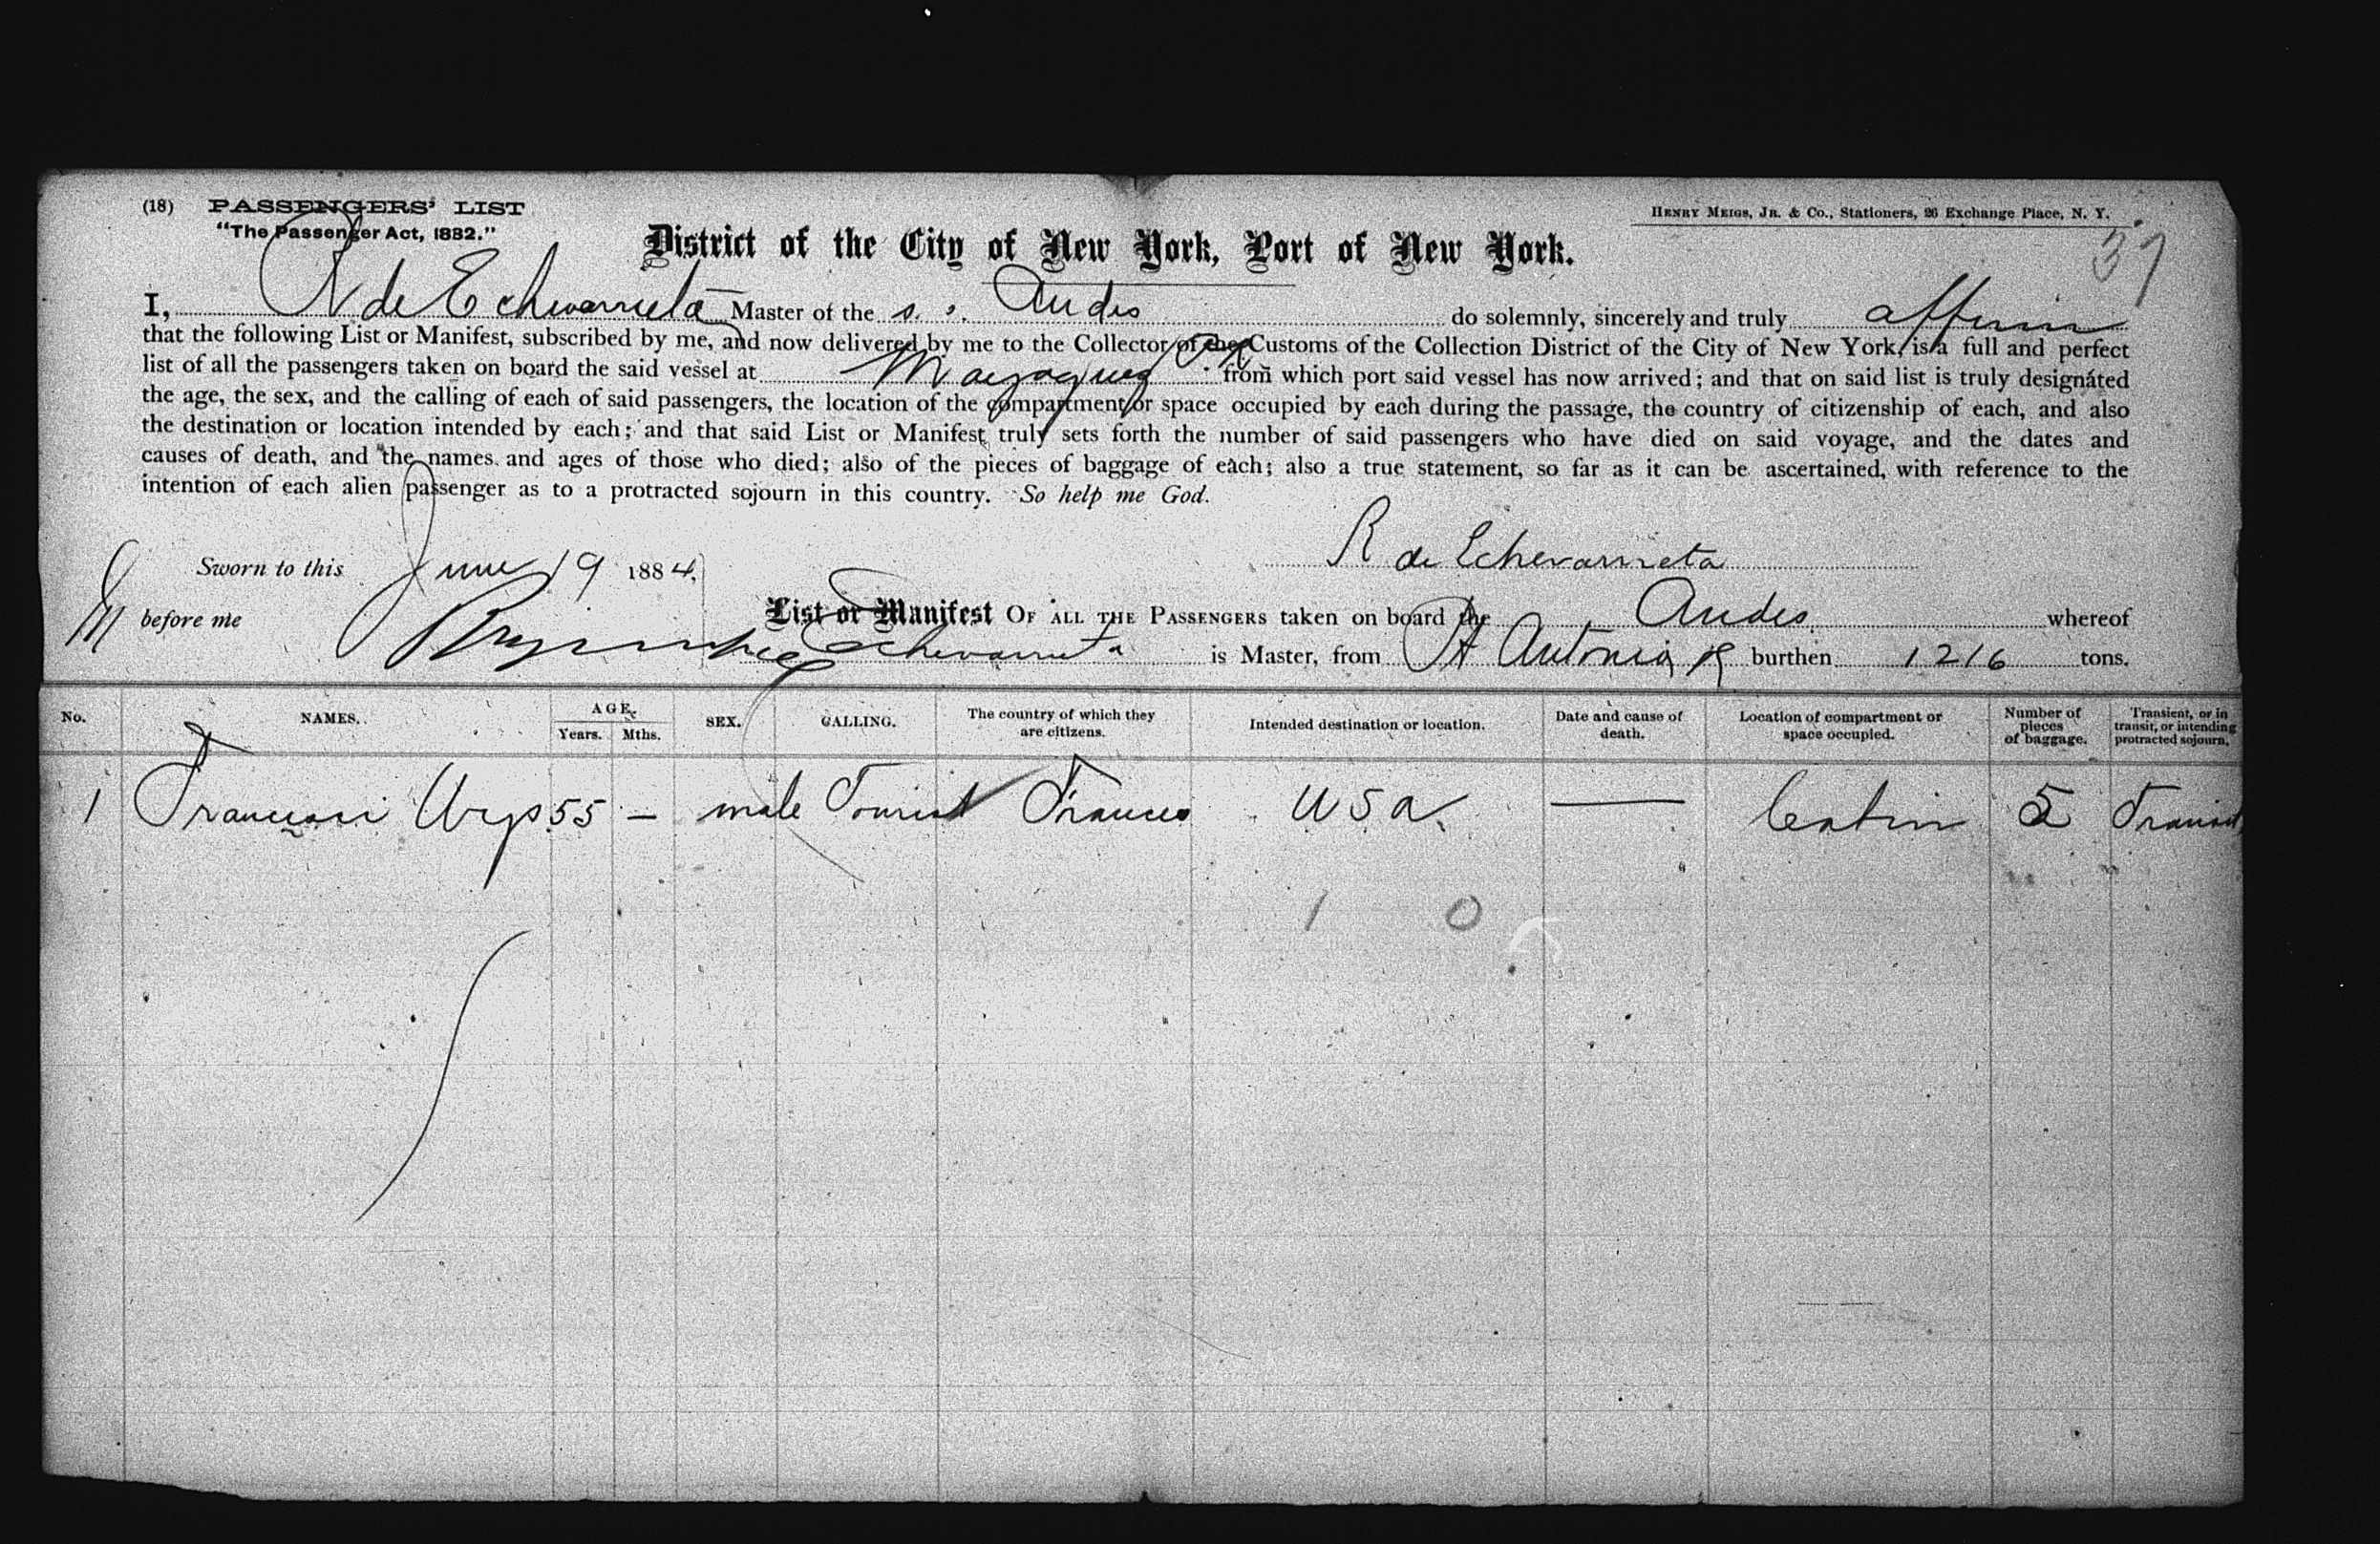 (18) PASSENGERS' LIST
"The Passenger Act, 1882."
HENRY MEIGS, JR. & CO., Stationers, 26 Exchange Place, N. Y.
37
District of the City of New York, Port of New York.
I, R de Echevarrieta Master of the s. s. Andes do solemnly, sincerely and truly affirm
that the following List or Manifest, subscribed by me, and now delivered by me to the Collector of the Customs of the Collection District of the City of New York, is a full and perfect
list of all the passengers taken on board the said vessel at Mayaguez from which port said vessel has now arrived; and that on said list is truly designated
the age, the sex, and the calling of each of said passengers, the location of the compartment or space occupied by each during the passage, the country of citizenship of each, and also
the destination or location intended by each; and that said List or Manifest truly sets forth the number of said passengers who have died on said voyage, and the dates and
causes of death, and the names and ages of those who died; also of the pieces of baggage of each; also a true statement, so far as it can be ascertained, with reference to the
intention of each alien passenger as to a protracted sojourn in this country. So help me God.
R de Echevarrieta
Sworn to this June 19 1884.
before me
List or Manifest OF ALL THE PASSENGERS taken on board the Andes whereof
Echevarrieta is Master, from Pt Antonio burthen 1216 tons.
No. NAMES. AGE. Years. Mths. SEX. CALLING. The country of which they are citizens. Intended destination or location. Date and cause of death. Location of compartment or space occupied. Number of pieces of baggage. Transient, or in transit, or intending protracted sojourn.
1 55 — male Tourist France U S A — Cabin 5 Transit
1 0